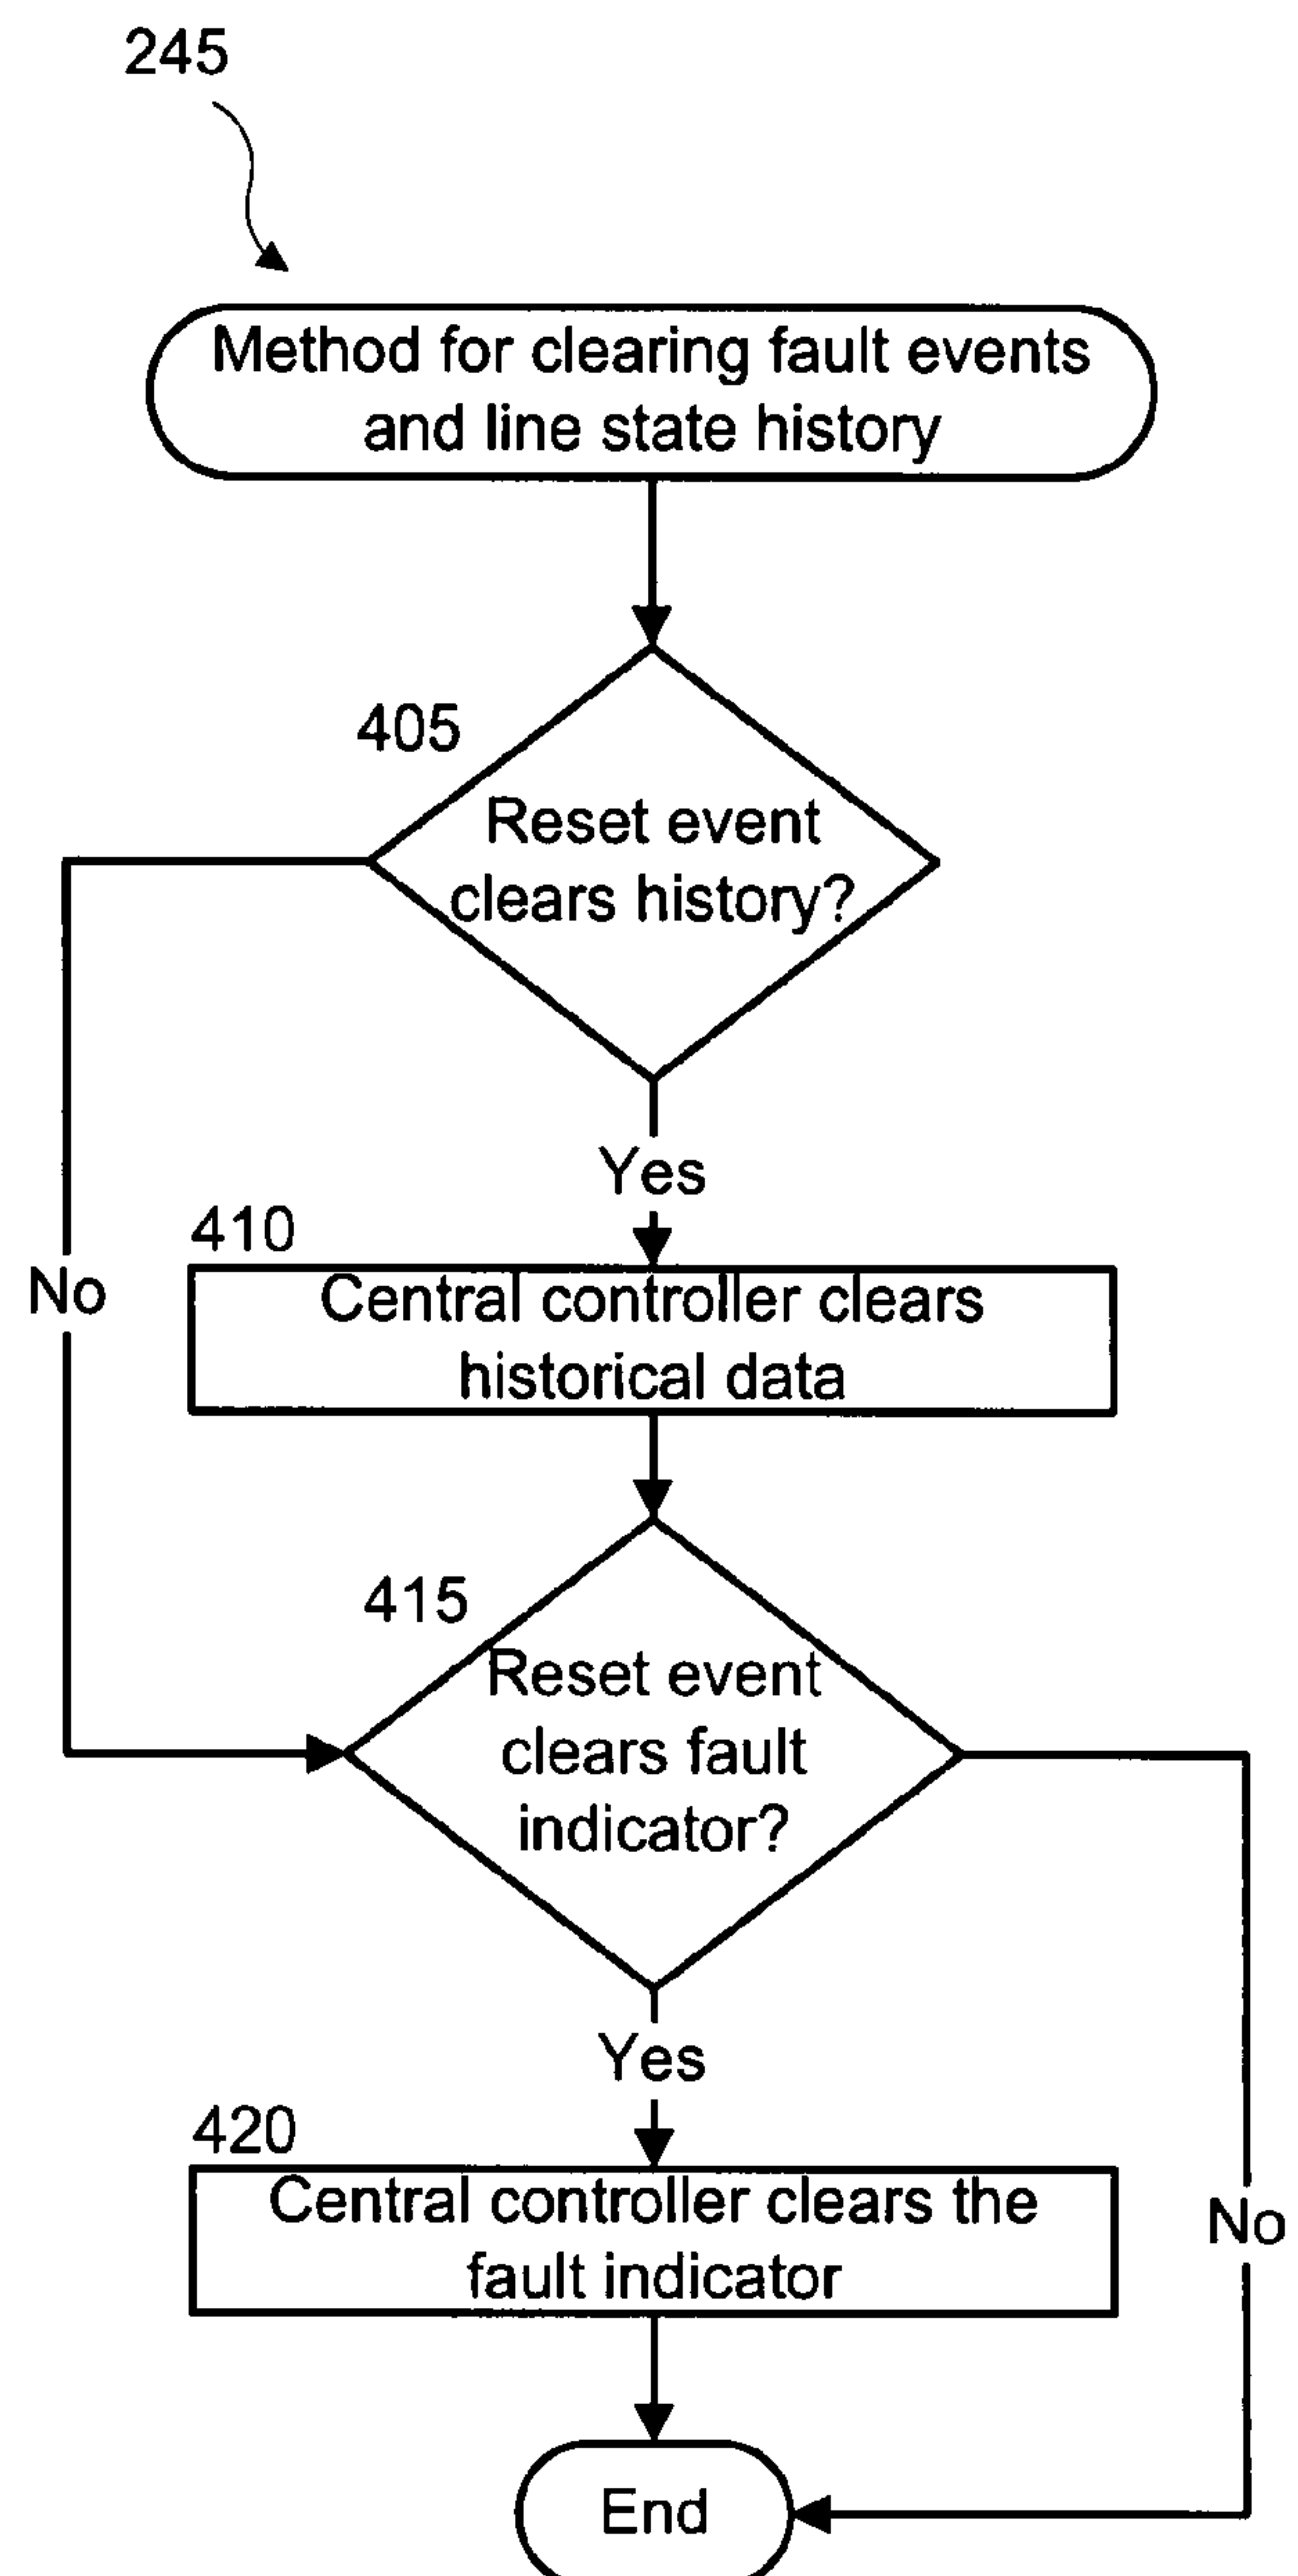 245
Method for clearing fault events
and line state history
405
Reset event
clears history?
Yes
410
No
Central controller clears
historical data
415
Reset event
clears fault
indicator?
Yes
420
Central controller clears the
fault indicator
No
End